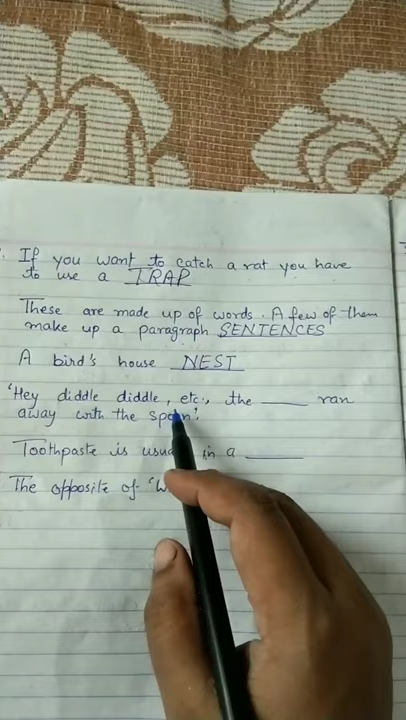 If you want to catch a rat you have
to use a TRAP
These are made up of words. A few of them
make up a paragraph SENTENCES
A bird's house NEST
'Hey diddle diddle, etc., the ____ ran
away with the spoon'.
Toothpaste is in a ____
The opposite of